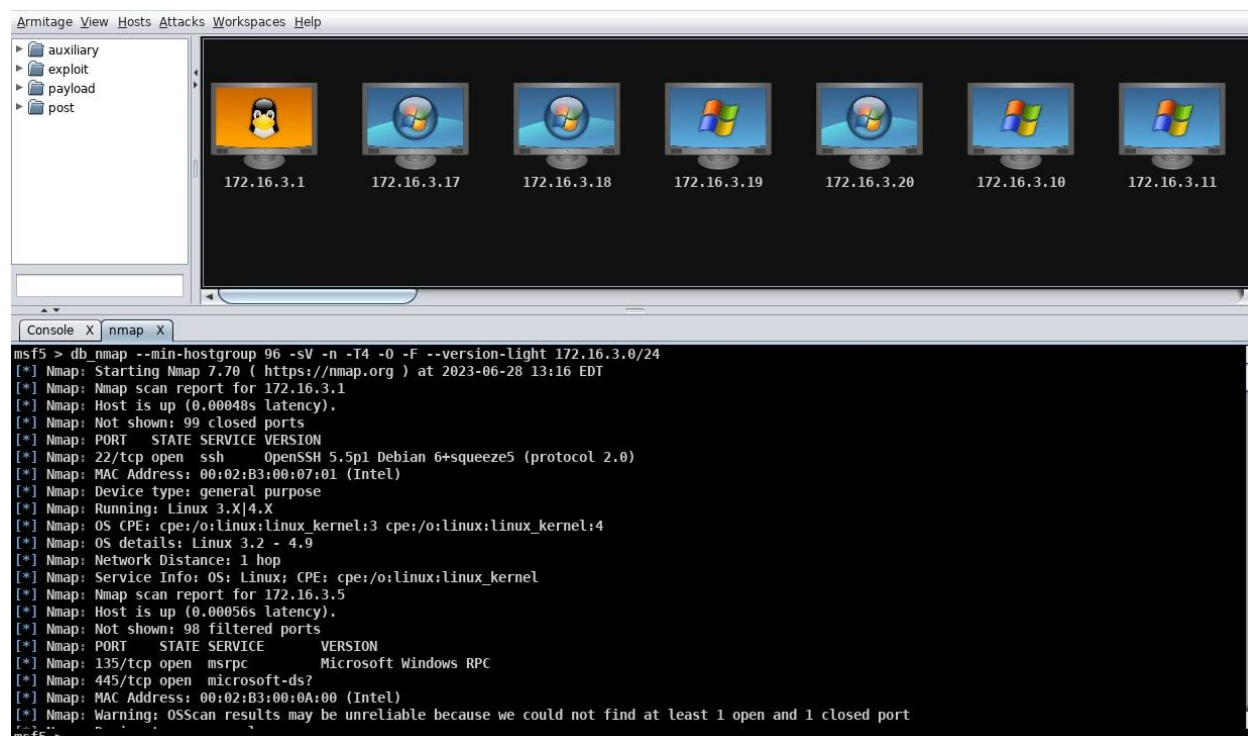 Armitage View Hosts Attacks Workspaces Help
auxiliary
exploit
payload
post
172.16.3.1 172.16.3.17 172.16.3.18 172.16.3.19 172.16.3.20 172.16.3.10 172.16.3.11
Console X nmap X
msf5 > db_nmap --min-hostgroup 96 -sV -n -T4 -O -F --version-light 172.16.3.0/24
[*] Nmap: Starting Nmap 7.70 ( https://nmap.org ) at 2023-06-28 13:16 EDT
[*] Nmap: Nmap scan report for 172.16.3.1
[*] Nmap: Host is up (0.00048s latency).
[*] Nmap: Not shown: 99 closed ports
[*] Nmap: PORT STATE SERVICE VERSION
[*] Nmap: 22/tcp open ssh OpenSSH 5.5p1 Debian 6+squeeze5 (protocol 2.0)
[*] Nmap: MAC Address: 00:02:B3:00:07:01 (Intel)
[*] Nmap: Device type: general purpose
[*] Nmap: Running: Linux 3.X|4.X
[*] Nmap: OS CPE: cpe:/o:linux:linux_kernel:3 cpe:/o:linux:linux_kernel:4
[*] Nmap: OS details: Linux 3.2 - 4.9
[*] Nmap: Network Distance: 1 hop
[*] Nmap: Service Info: OS: Linux; CPE: cpe:/o:linux:linux_kernel
[*] Nmap: Nmap scan report for 172.16.3.5
[*] Nmap: Host is up (0.00056s latency).
[*] Nmap: Not shown: 98 filtered ports
[*] Nmap: PORT STATE SERVICE VERSION
[*] Nmap: 135/tcp open msrpc Microsoft Windows RPC
[*] Nmap: 445/tcp open microsoft-ds?
[*] Nmap: MAC Address: 00:02:B3:00:0A:00 (Intel)
[*] Nmap: Warning: OSScan results may be unreliable because we could not find at least 1 open and 1 closed port
msf5 >